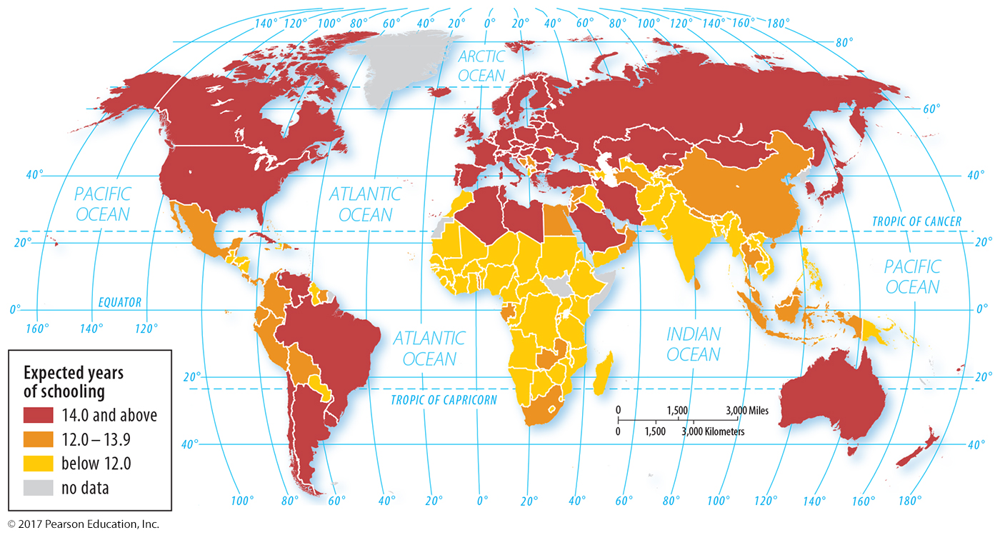 140° 120° 100° 80° 60° 40° 20° 0° 20° 40° 60° 80° 100° 120° 140° 160° 180°
80°
ARCTIC
OCEAN
60°
40°
40°
PACIFIC
OCEAN
ATLANTIC
OCEAN
TROPIC OF CANCER
20°
20°
PACIFIC
OCEAN
EQUATOR
0°
0°
160° 140° 120°
ATLANTIC
OCEAN
INDIAN
OCEAN
20°
20°
TROPIC OF CAPRICORN
0 1,500 3,000 Miles
0 1,500 3,000 Kilometers
40°
40°
100° 80° 60° 40° 20° 0° 20° 40° 60° 80° 100° 120° 140° 160° 180°
Expected years
of schooling
14.0 and above
12.0–13.9
below 12.0
no data
© 2017 Pearson Education, Inc.